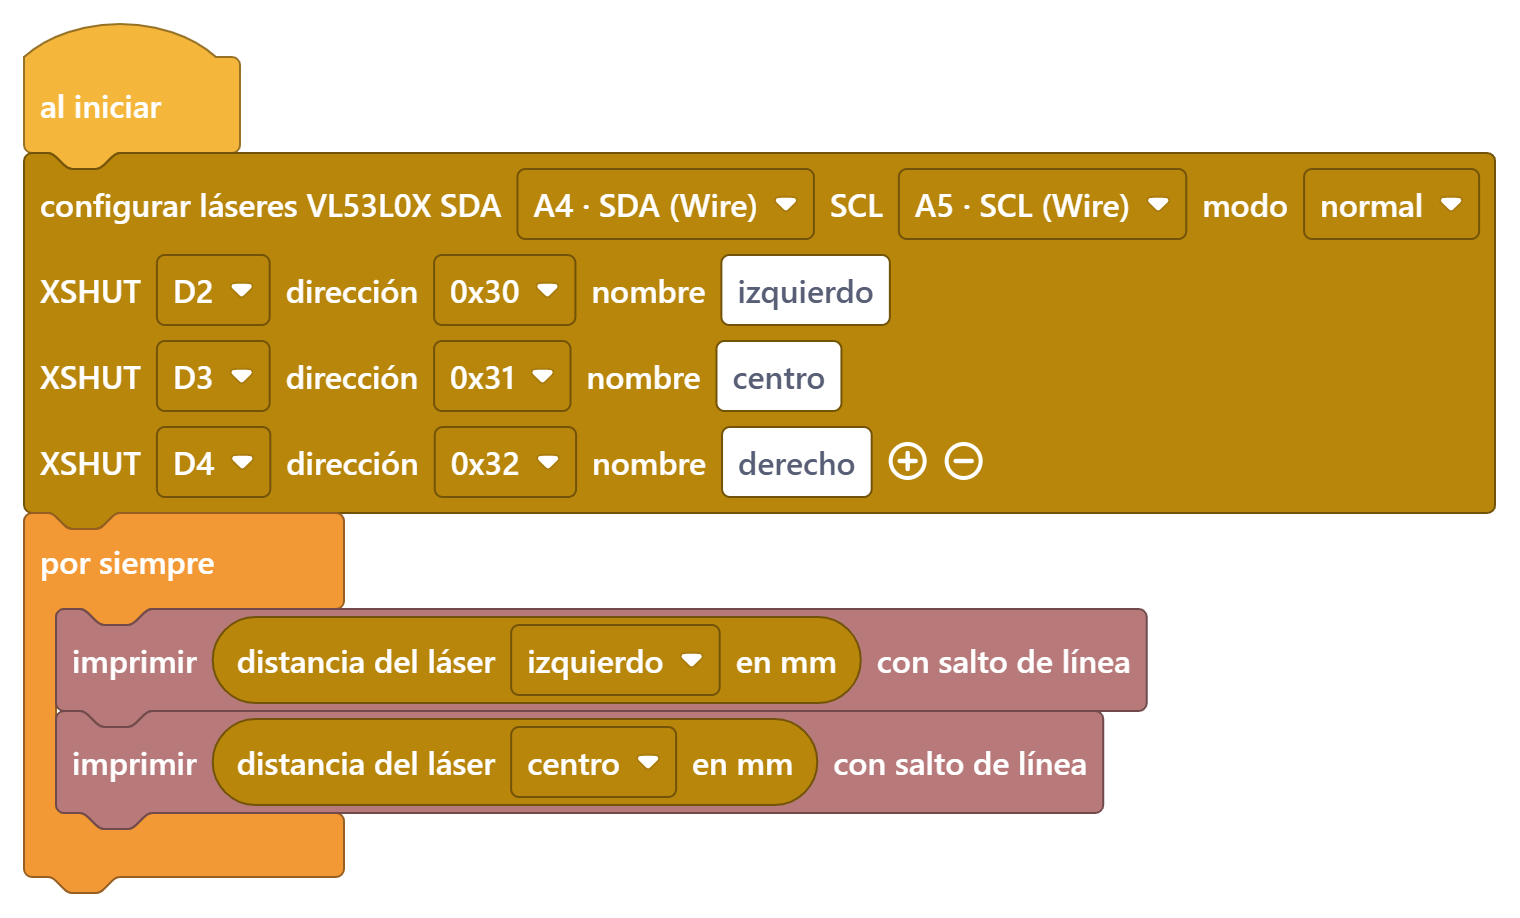 al iniciar
configurar láseres VL53L0X SDA A4 · SDA (Wire) SCL A5 · SCL (Wire) modo normal
XSHUT D2 dirección 0x30 nombre izquierdo
XSHUT D3 dirección 0x31 nombre centro
XSHUT D4 dirección 0x32 nombre derecho
por siempre
imprimir distancia del láser izquierdo en mm con salto de línea
imprimir distancia del láser centro en mm con salto de línea